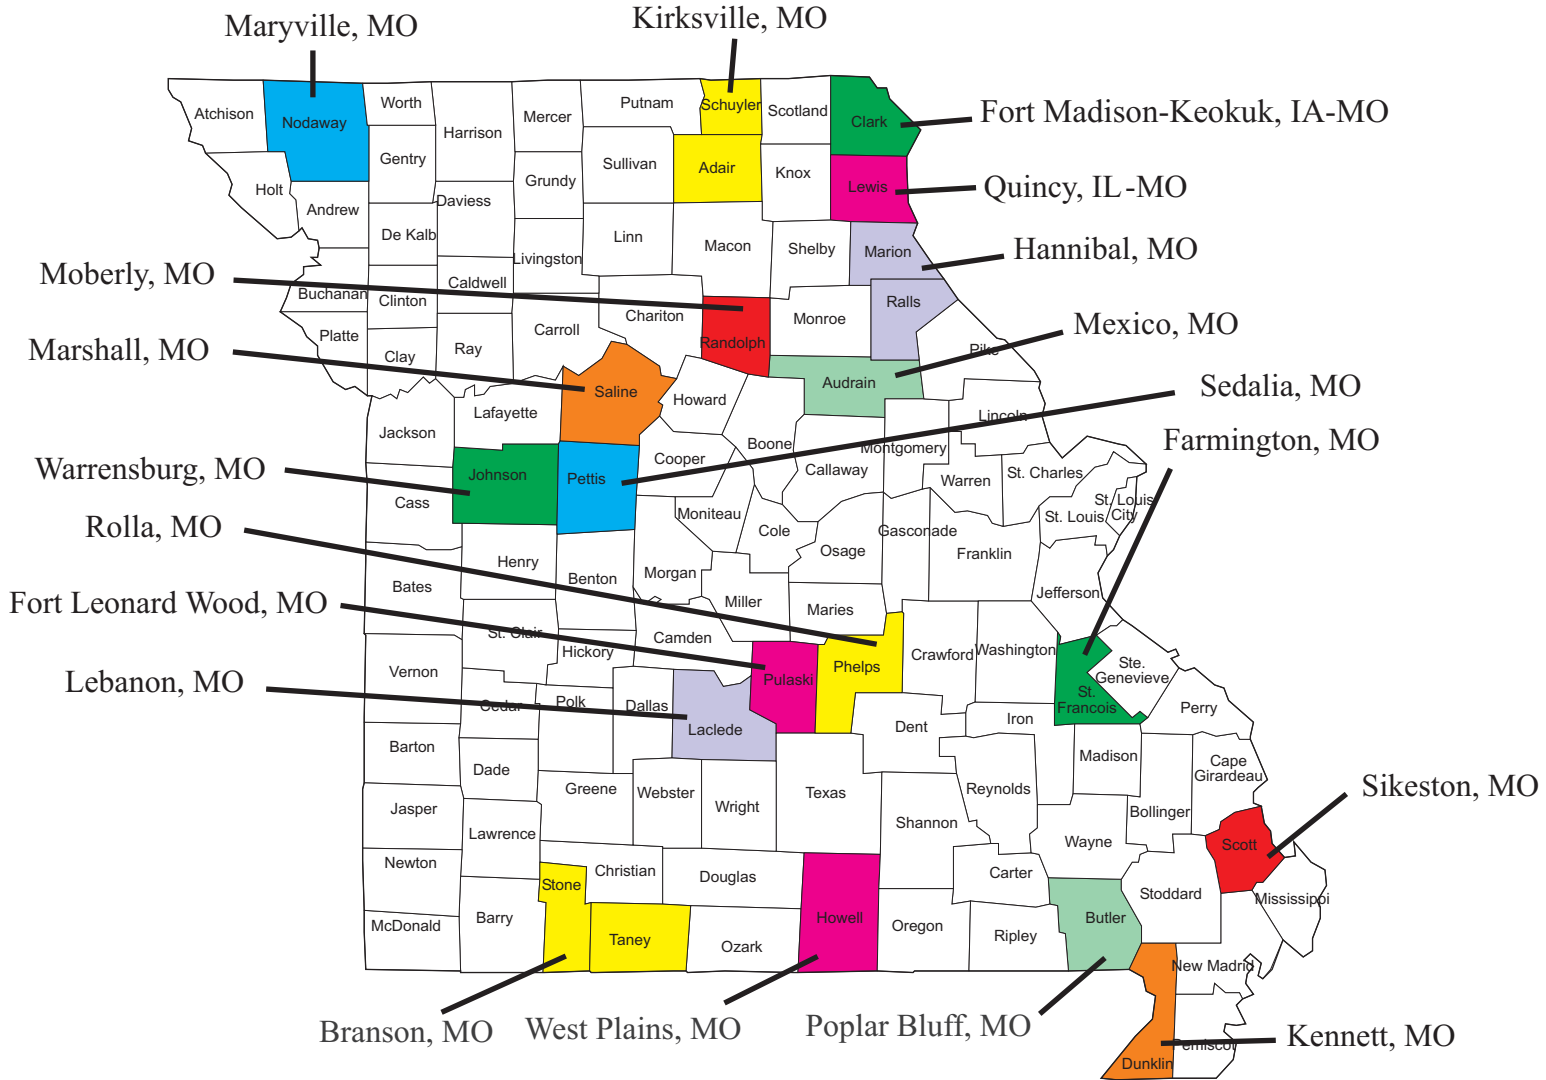 Maryville, MO
Kirksville, MO
Atchison
Nodaway
Worth
Harrison
Mercer
Putnam
Schuyler
Scotland
Clark
Fort Madison-Keokuk, IA-MO
Gentry
Sullivan
Adair
Knox
Lewis
Quincy, IL-MO
Holt
Andrew
Daviess
Grundy
De Kalb
Livingston
Linn
Macon
Shelby
Marion
Hannibal, MO
Moberly, MO
Buchanan
Clinton
Caldwell
Chariton
Randolph
Monroe
Ralls
Mexico, MO
Marshall, MO
Platte
Clay
Ray
Carroll
Saline
Howard
Audrain
Pike
Sedalia, MO
Jackson
Lafayette
Boone
Callaway
Montgomery
Lincoln
Farmington, MO
Warrensburg, MO
Johnson
Pettis
Cooper
Warren
St. Charles
Cass
Moniteau
Cole
Osage
Gasconade
Franklin
St. Louis
St. Louis
City
Rolla, MO
Henry
Benton
Morgan
Bates
Miller
Maries
Jefferson
Fort Leonard Wood, MO
St. Clair
Hickory
Camden
Pulaski
Phelps
Crawford
Washington
Ste.
Genevieve
Vernon
St.
Francois
Perry
Lebanon, MO
Cedar
Polk
Dallas
Laclede
Dent
Iron
Madison
Cape
Girardeau
Barton
Dade
Greene
Webster
Wright
Texas
Reynolds
Bollinger
Sikeston, MO
Jasper
Lawrence
Shannon
Wayne
Scott
Newton
Stone
Christian
Douglas
Carter
Stoddard
Mississippi
McDonald
Barry
Taney
Ozark
Howell
Oregon
Ripley
Butler
New Madrid
Branson, MO
West Plains, MO
Poplar Bluff, MO
Dunklin
Pemiscot
Kennett, MO